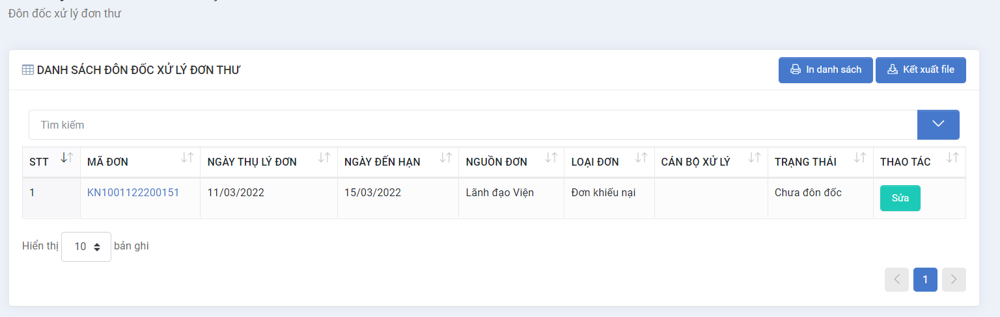 Đôn đốc xử lý đơn thư
DANH SÁCH ĐÔN ĐỐC XỬ LÝ ĐƠN THƯ
In danh sách
Kết xuất file
Tìm kiếm
STT MÃ ĐƠN NGÀY THỤ LÝ ĐƠN NGÀY ĐẾN HẠN NGUỒN ĐƠN LOẠI ĐƠN CÁN BỘ XỬ LÝ TRẠNG THÁI THAO TÁC
1 KN1001122200151 11/03/2022 15/03/2022 Lãnh đạo Viện Đơn khiếu nại Chưa đôn đốc Sửa
Hiển thị 10 bản ghi
1